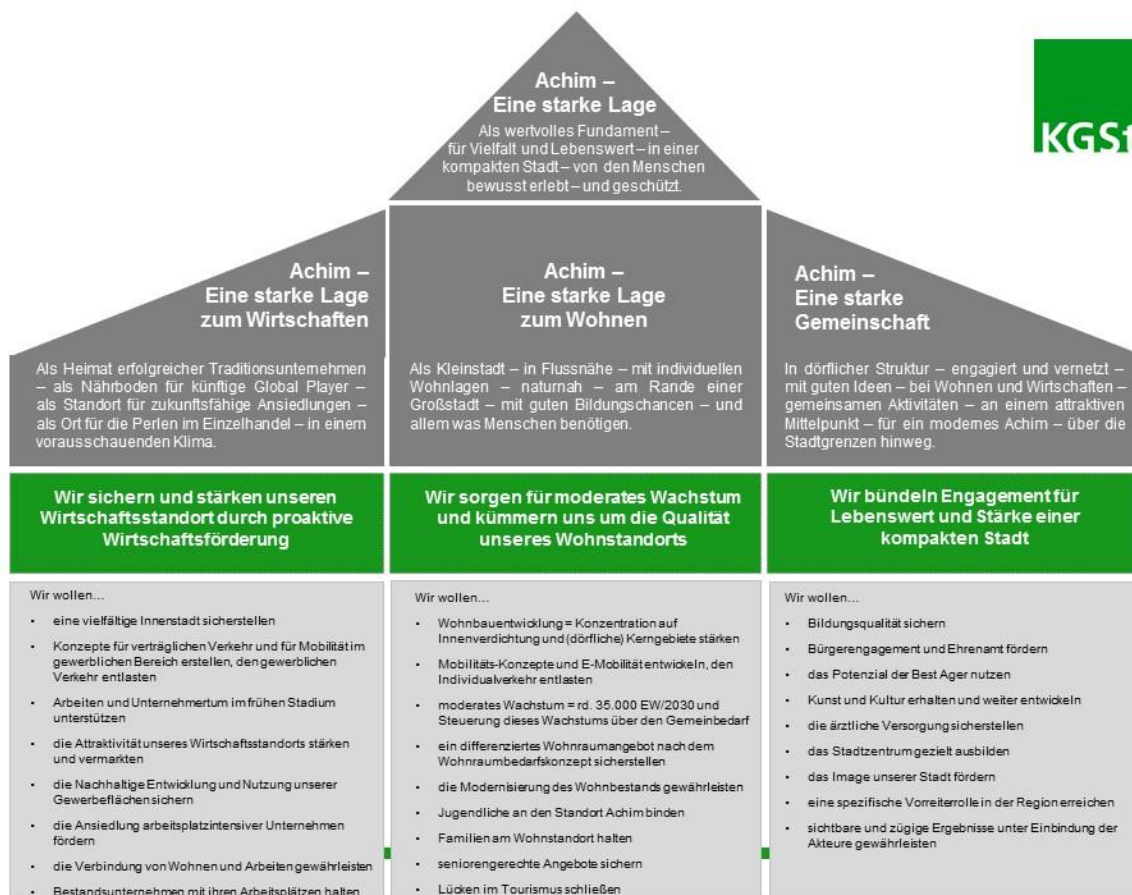 Achim –
Eine starke Lage
Als wertvolles Fundament –
für Vielfalt und Lebenswert – in einer
kompakten Stadt – von den Menschen
bewusst erlebt – und geschützt.
KGSt
Achim –
Eine starke Lage
zum Wirtschaften
Als Heimat erfolgreicher Traditionsunternehmen
– als Nährboden für künftige Global Player –
als Standort für zukunftsfähige Ansiedlungen –
als Ort für die Perlen im Einzelhandel – in einem
vorausschauenden Klima.
Achim –
Eine starke Lage
zum Wohnen
Als Kleinstadt – in Flussnähe – mit individuellen
Wohnlagen – naturnah – am Rande einer
Großstadt – mit guten Bildungschancen – und
allem was Menschen benötigen.
Achim –
Eine starke
Gemeinschaft
In dörflicher Struktur – engagiert und vernetzt –
mit guten Ideen – bei Wohnen und Wirtschaften –
gemeinsamen Aktivitäten – an einem attraktiven
Mittelpunkt – für ein modernes Achim – über die
Stadtgrenzen hinweg.
Wir sichern und stärken unseren
Wirtschaftsstandort durch proaktive
Wirtschaftsförderung
Wir sorgen für moderates Wachstum
und kümmern uns um die Qualität
unseres Wohnstandorts
Wir bündeln Engagement für
Lebenswert und Stärke einer
kompakten Stadt
Wir wollen…
• eine vielfältige Innenstadt sicherstellen
• Konzepte für verträglichen Verkehr und für Mobilität im
gewerblichen Bereich erstellen, den gewerblichen
Verkehr entlasten
• Arbeiten und Unternehmertum im frühen Stadium
unterstützen
• die Attraktivität unseres Wirtschaftsstandorts stärken
und vermarkten
• die Nachhaltige Entwicklung und Nutzung unserer
Gewerbeflächen sichern
• die Ansiedlung arbeitsplatzintensiver Unternehmen
fördern
• die Verbindung von Wohnen und Arbeiten gewährleisten
• Bestandsunternehmen mit ihren Arbeitsplätzen halten
Wir wollen…
• Wohnbauentwicklung = Konzentration auf
Innenverdichtung und (dörfliche) Kerngebiete stärken
• Mobilitäts-Konzepte und E-Mobilität entwickeln, den
Individualverkehr entlasten
• moderates Wachstum = rd. 35.000 EW/2030 und
Steuerung dieses Wachstums über den Gemeinbedarf
• ein differenziertes Wohnraumangebot nach dem
Wohnraumbedarfskonzept sicherstellen
• die Modernisierung des Wohnbestands gewährleisten
• Jugendliche an den Standort Achim binden
• Familien am Wohnstandort halten
• seniorengerechte Angebote sichern
• Lücken im Tourismus schließen
Wir wollen…
• Bildungsqualität sichern
• Bürgerengagement und Ehrenamt fördern
• das Potenzial der Best Ager nutzen
• Kunst und Kultur erhalten und weiter entwickeln
• die ärztliche Versorgung sicherstellen
• das Stadtzentrum gezielt ausbilden
• das Image unserer Stadt fördern
• eine spezifische Vorreiterrolle in der Region erreichen
• sichtbare und zügige Ergebnisse unter Einbindung der
Akteure gewährleisten